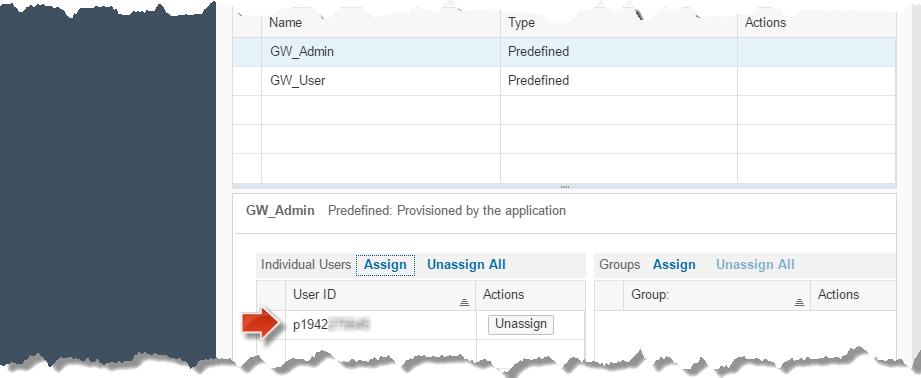 Name Type Actions
GW_Admin Predefined
GW_User Predefined
GW_Admin Predefined: Provisioned by the application
Individual Users Assign Unassign All Groups Assign Unassign All
User ID Actions Group: Actions
p1942 Unassign